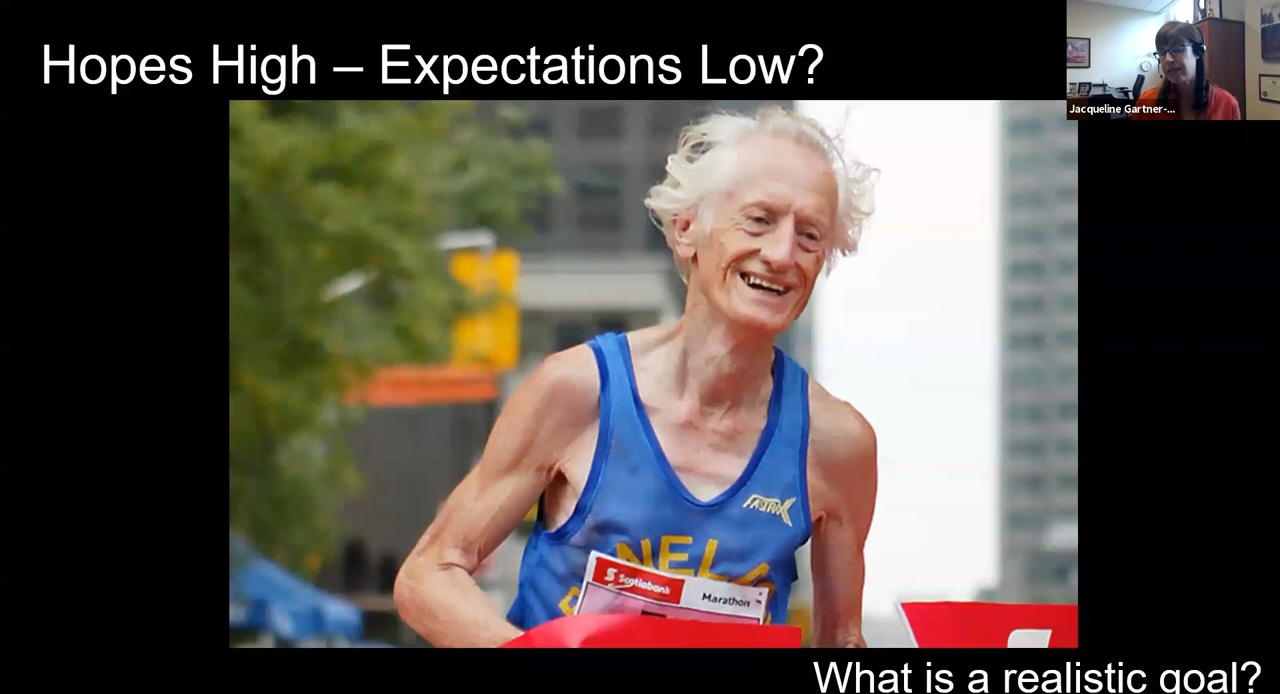 Hopes High – Expectations Low?
Jacqueline Gartner-...
FASTRAX
Scotiabank
Marathon
What is a realistic goal?